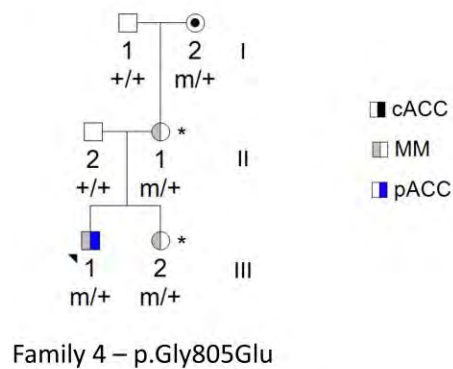 1 2 I
+/+ m/+
cACC
MM
pACC
*
2 1 II
+/+ m/+
*
1 2 III
m/+ m/+
Family 4 – p.Gly805Glu